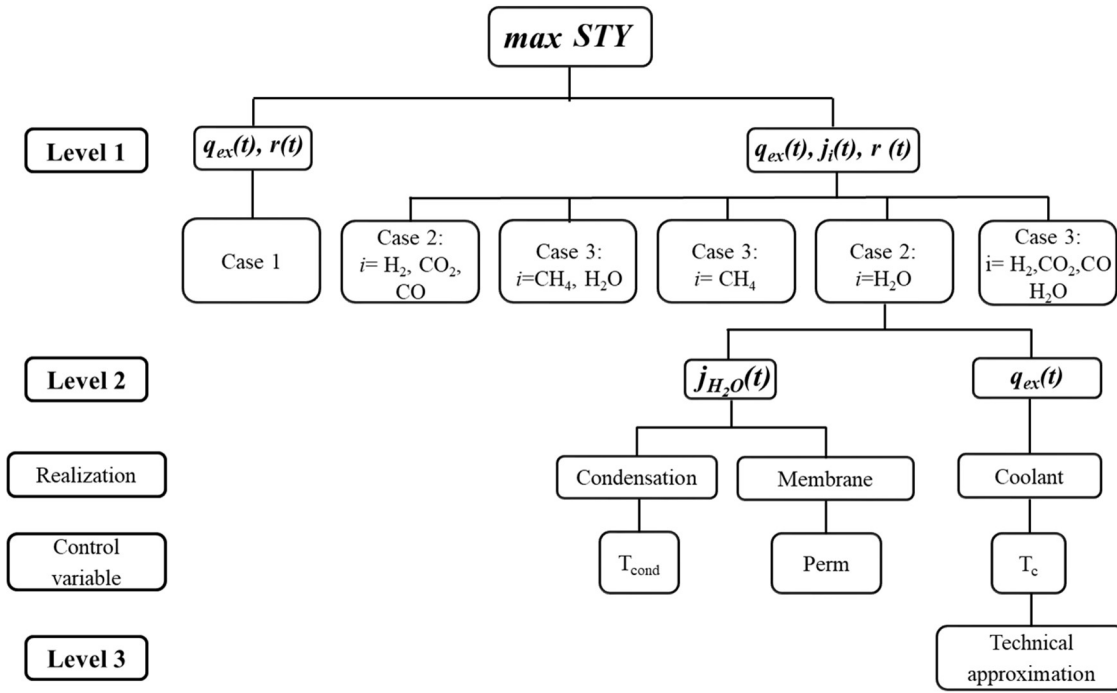 max STY
Level 1
q_ex(t), r(t)
q_ex(t), j_i(t), r (t)
Case 1
Case 2:
i= H₂, CO₂,
CO
Case 3:
i=CH₄, H₂O
Case 3:
i= CH₄
Case 2:
i=H₂O
Case 3:
i= H₂,CO₂,CO
H₂O
Level 2
j_H₂O(t)
q_ex(t)
Realization
Condensation
Membrane
Coolant
Control
variable
T_cond
Perm
T_c
Level 3
Technical
approximation